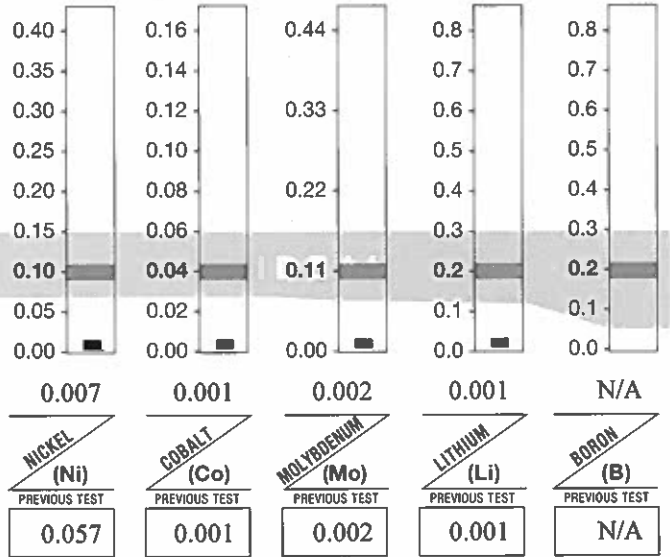 0.40 0.16 0.44 0.8 0.8
0.35 0.14 0.7 0.7
0.30 0.12 0.33 0.6 0.6
0.25 0.10 0.5 0.5
0.20 0.08 0.22 0.4 0.4
0.15 0.06 0.3 0.3
0.10 0.04 0.11 0.2 0.2
0.05 0.02 0.1 0.1
0.00 0.00 0.00 0.0 0.0
0.007 0.001 0.002 0.001 N/A
NICKEL COBALT MOLYBDENUM LITHIUM BORON
(Ni) (Co) (Mo) (Li) (B)
PREVIOUS TEST PREVIOUS TEST PREVIOUS TEST PREVIOUS TEST PREVIOUS TEST
0.057 0.001 0.002 0.001 N/A